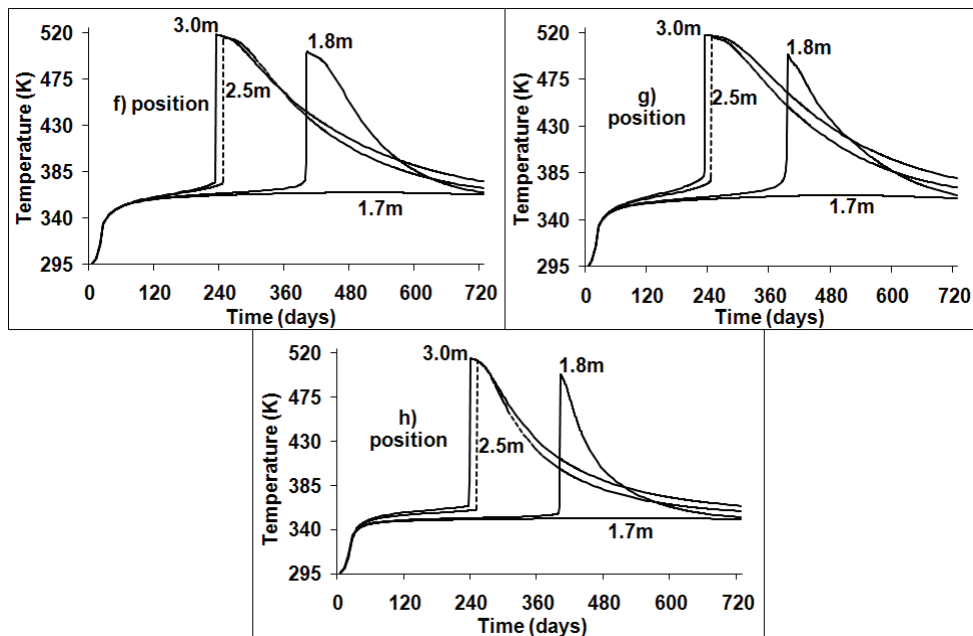 520
475
430
385
340
295
Temperature (K)
3.0m
1.8m
2.5m
f) position
1.7m
0 120 240 360 480 600 720
Time (days)
520
475
430
385
340
295
Temperature (K)
3.0m
1.8m
2.5m
g)
position
1.7m
0 120 240 360 480 600 720
Time (days)
520
475
430
385
340
295
Temperature (K)
3.0m
1.8m
h)
position
2.5m
1.7m
0 120 240 360 480 600 720
Time (days)